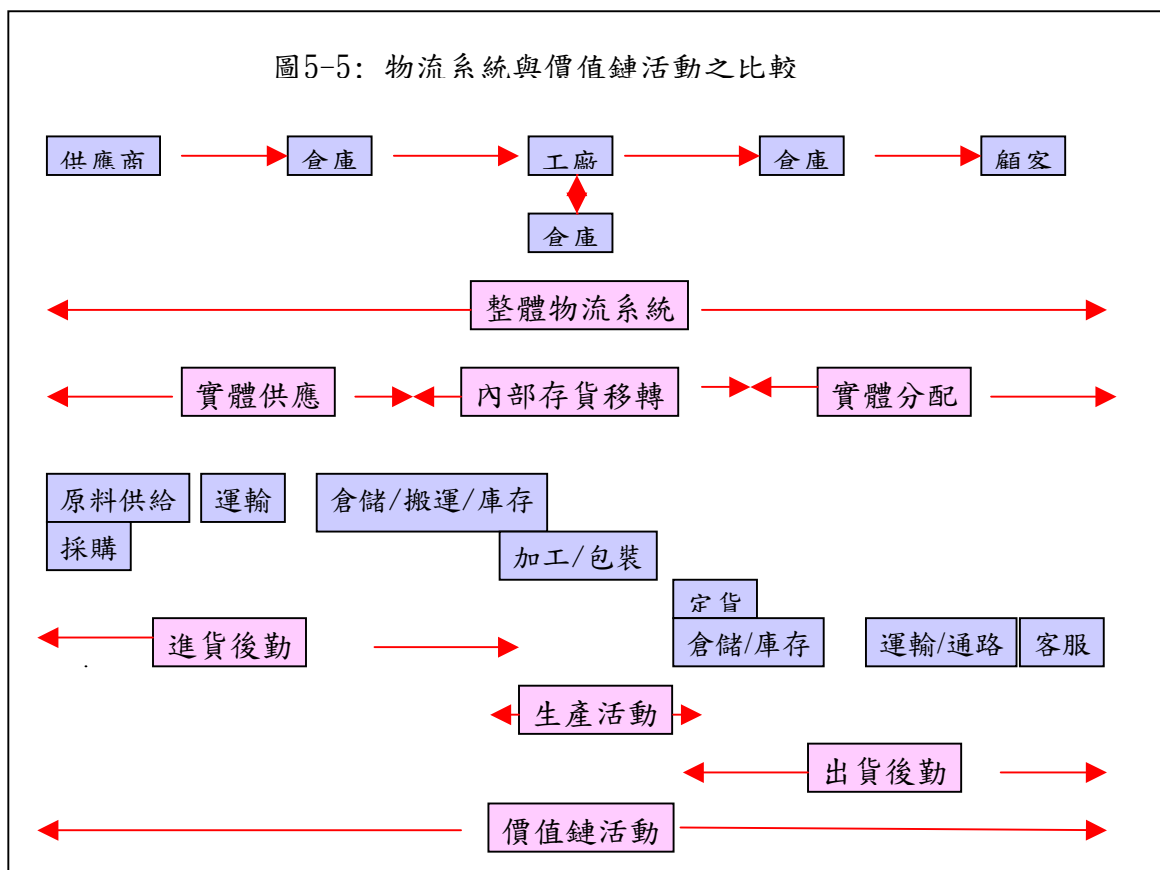 圖5-5: 物流系統與價值鏈活動之比較
供應商 倉庫 工廠 倉庫 顧客
倉庫
整體物流系統
實體供應 內部存貨移轉 實體分配
原料供給 運輸 倉儲/搬運/庫存
採購 加工/包裝
定貨
進貨後勤 倉儲/庫存 運輸/通路 客服
生產活動
出貨後勤
價值鏈活動